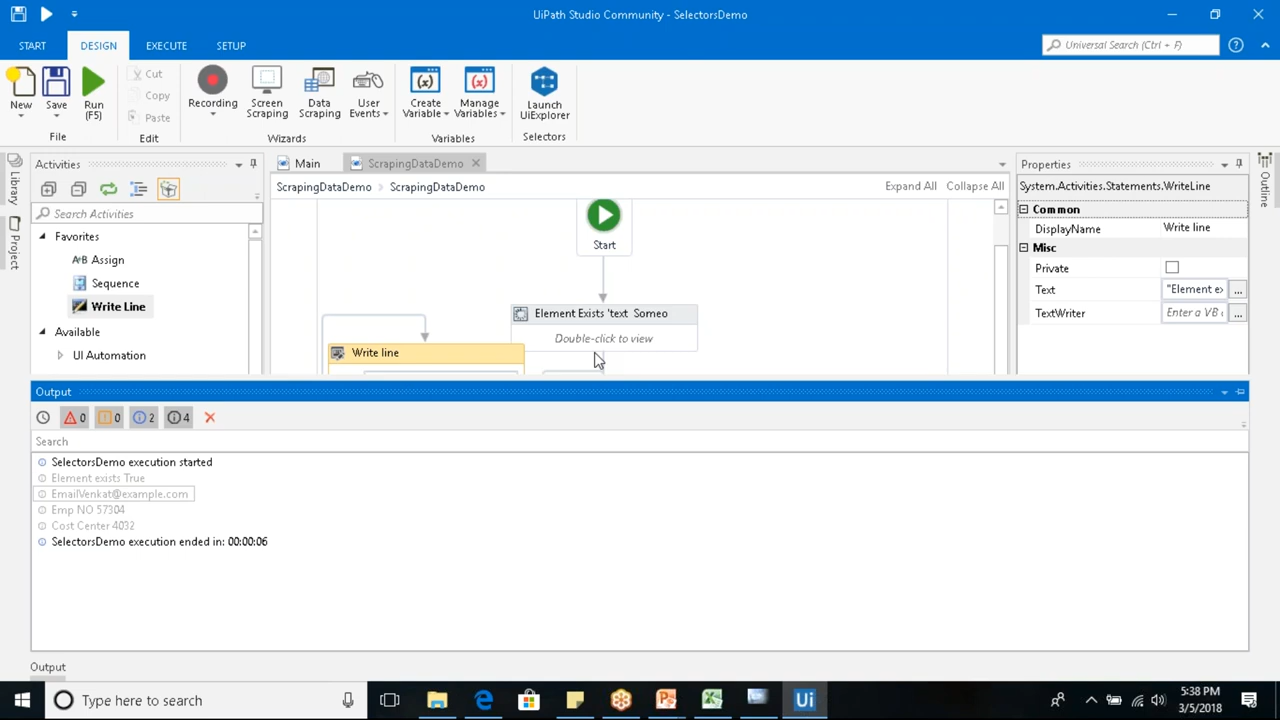 UiPath Studio Community - SelectorsDemo
START DESIGN EXECUTE SETUP
Universal Search (Ctrl + F)
New Save Run (F5)
Cut
Copy
Paste
Recording Screen Scraping Data Scraping User Events
Create Variable Manage Variables
Launch UiExplorer
File Edit Wizards Variables Selectors
Activities
Main ScrapingDataDemo
Properties
Library
Project
Outline
ScrapingDataDemo > ScrapingDataDemo
Expand All Collapse All
System.Activities.Statements.WriteLine
Search Activities
Favorites
Assign
Sequence
Write Line
Available
UI Automation
Start
Element Exists 'text Someo
Double-click to view
Write line
Common
DisplayName Write line
Misc
Private
Text "Element ex ...
TextWriter Enter a VB ...
Output
0 0 2 4
Search
SelectorsDemo execution started
Element exists True
EmailVenkat@example.com
Emp NO 57304
Cost Center 4032
SelectorsDemo execution ended in: 00:00:06
Output
Type here to search
Ui
5:38 PM
3/5/2018